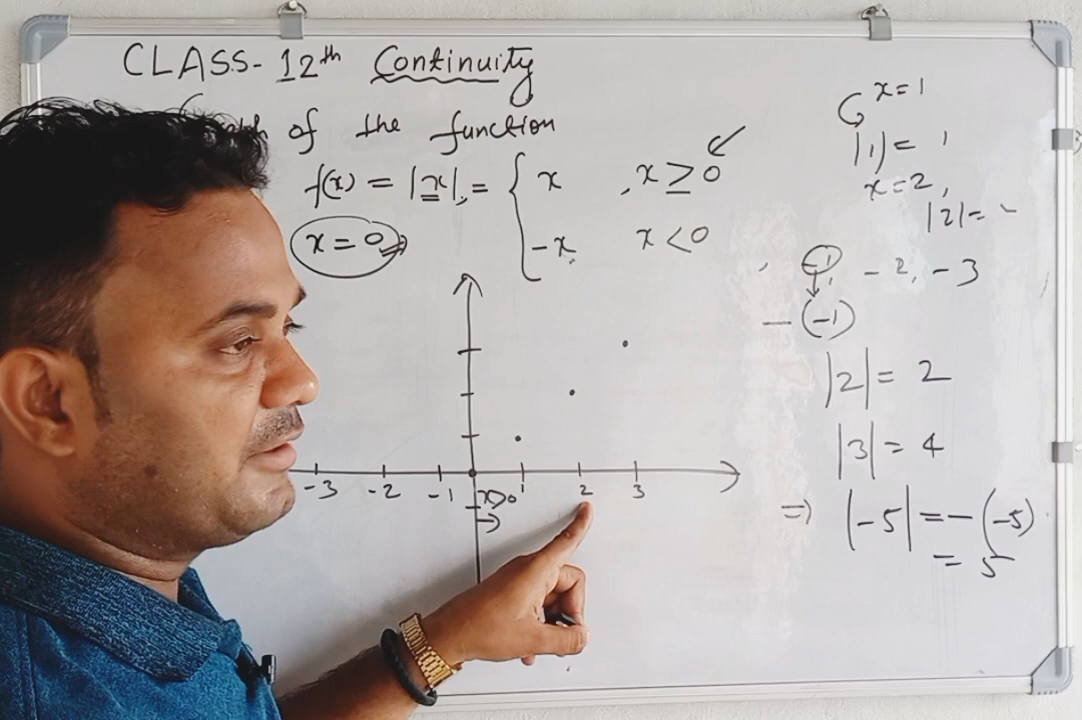 CLASS-12th Continuity
of the function
f(x) = |x|, = { x , x ≥ 0
-x x < 0
x = 0
x = 1
|1| = 1
x = 2,
|2| =
-1, -2, -3
- (-1)
|2| = 2
|3| = 4
⇒ |-5| = - (-5)
= 5
-3 -2 -1 x>0 1 2 3